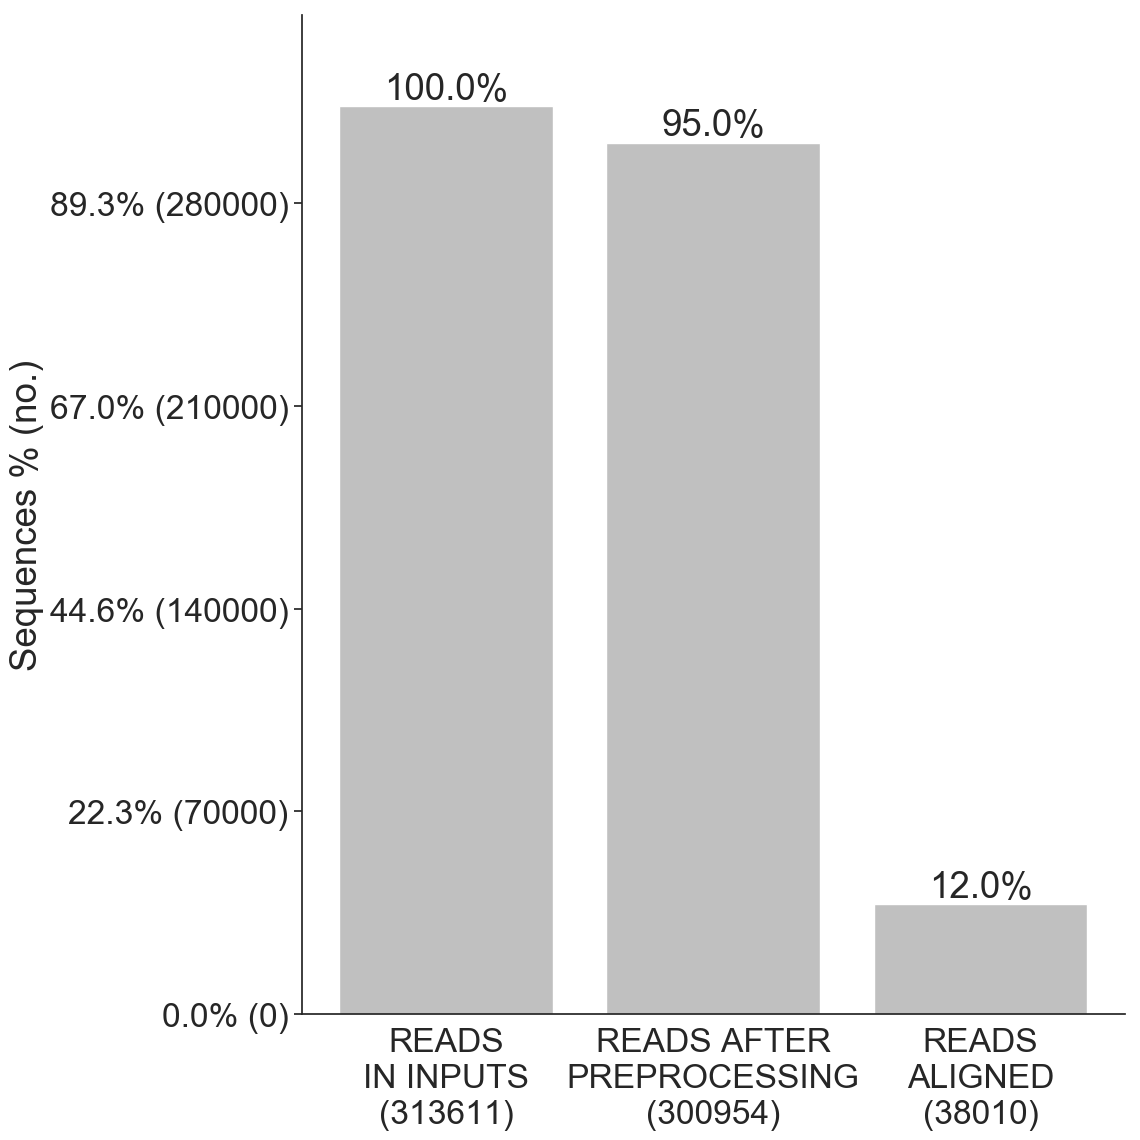 100.0%
95.0%
12.0%
89.3% (280000)
67.0% (210000)
44.6% (140000)
22.3% (70000)
0.0% (0)
Sequences % (no.)
READS
IN INPUTS
(313611)
READS AFTER
PREPROCESSING
(300954)
READS
ALIGNED
(38010)